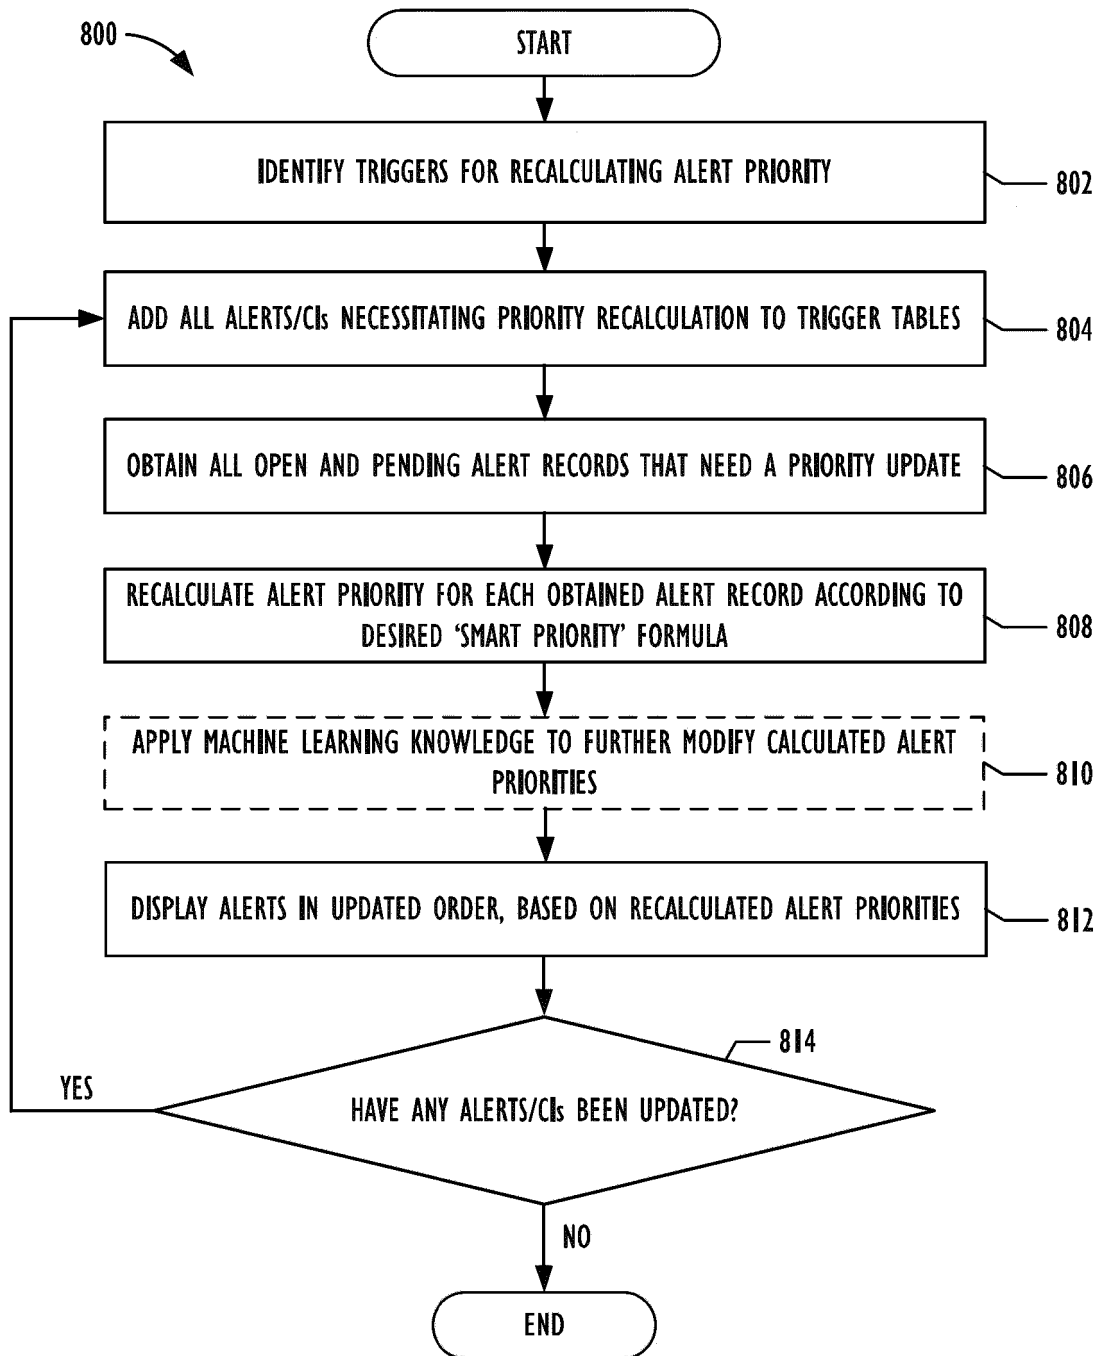 800
START
IDENTIFY TRIGGERS FOR RECALCULATING ALERT PRIORITY
802
ADD ALL ALERTS/CIs NECESSITATING PRIORITY RECALCULATION TO TRIGGER TABLES
804
OBTAIN ALL OPEN AND PENDING ALERT RECORDS THAT NEED A PRIORITY UPDATE
806
RECALCULATE ALERT PRIORITY FOR EACH OBTAINED ALERT RECORD ACCORDING TO
DESIRED ‘SMART PRIORITY’ FORMULA
808
APPLY MACHINE LEARNING KNOWLEDGE TO FURTHER MODIFY CALCULATED ALERT
PRIORITIES
810
DISPLAY ALERTS IN UPDATED ORDER, BASED ON RECALCULATED ALERT PRIORITIES
812
814
YES
HAVE ANY ALERTS/CIs BEEN UPDATED?
NO
END